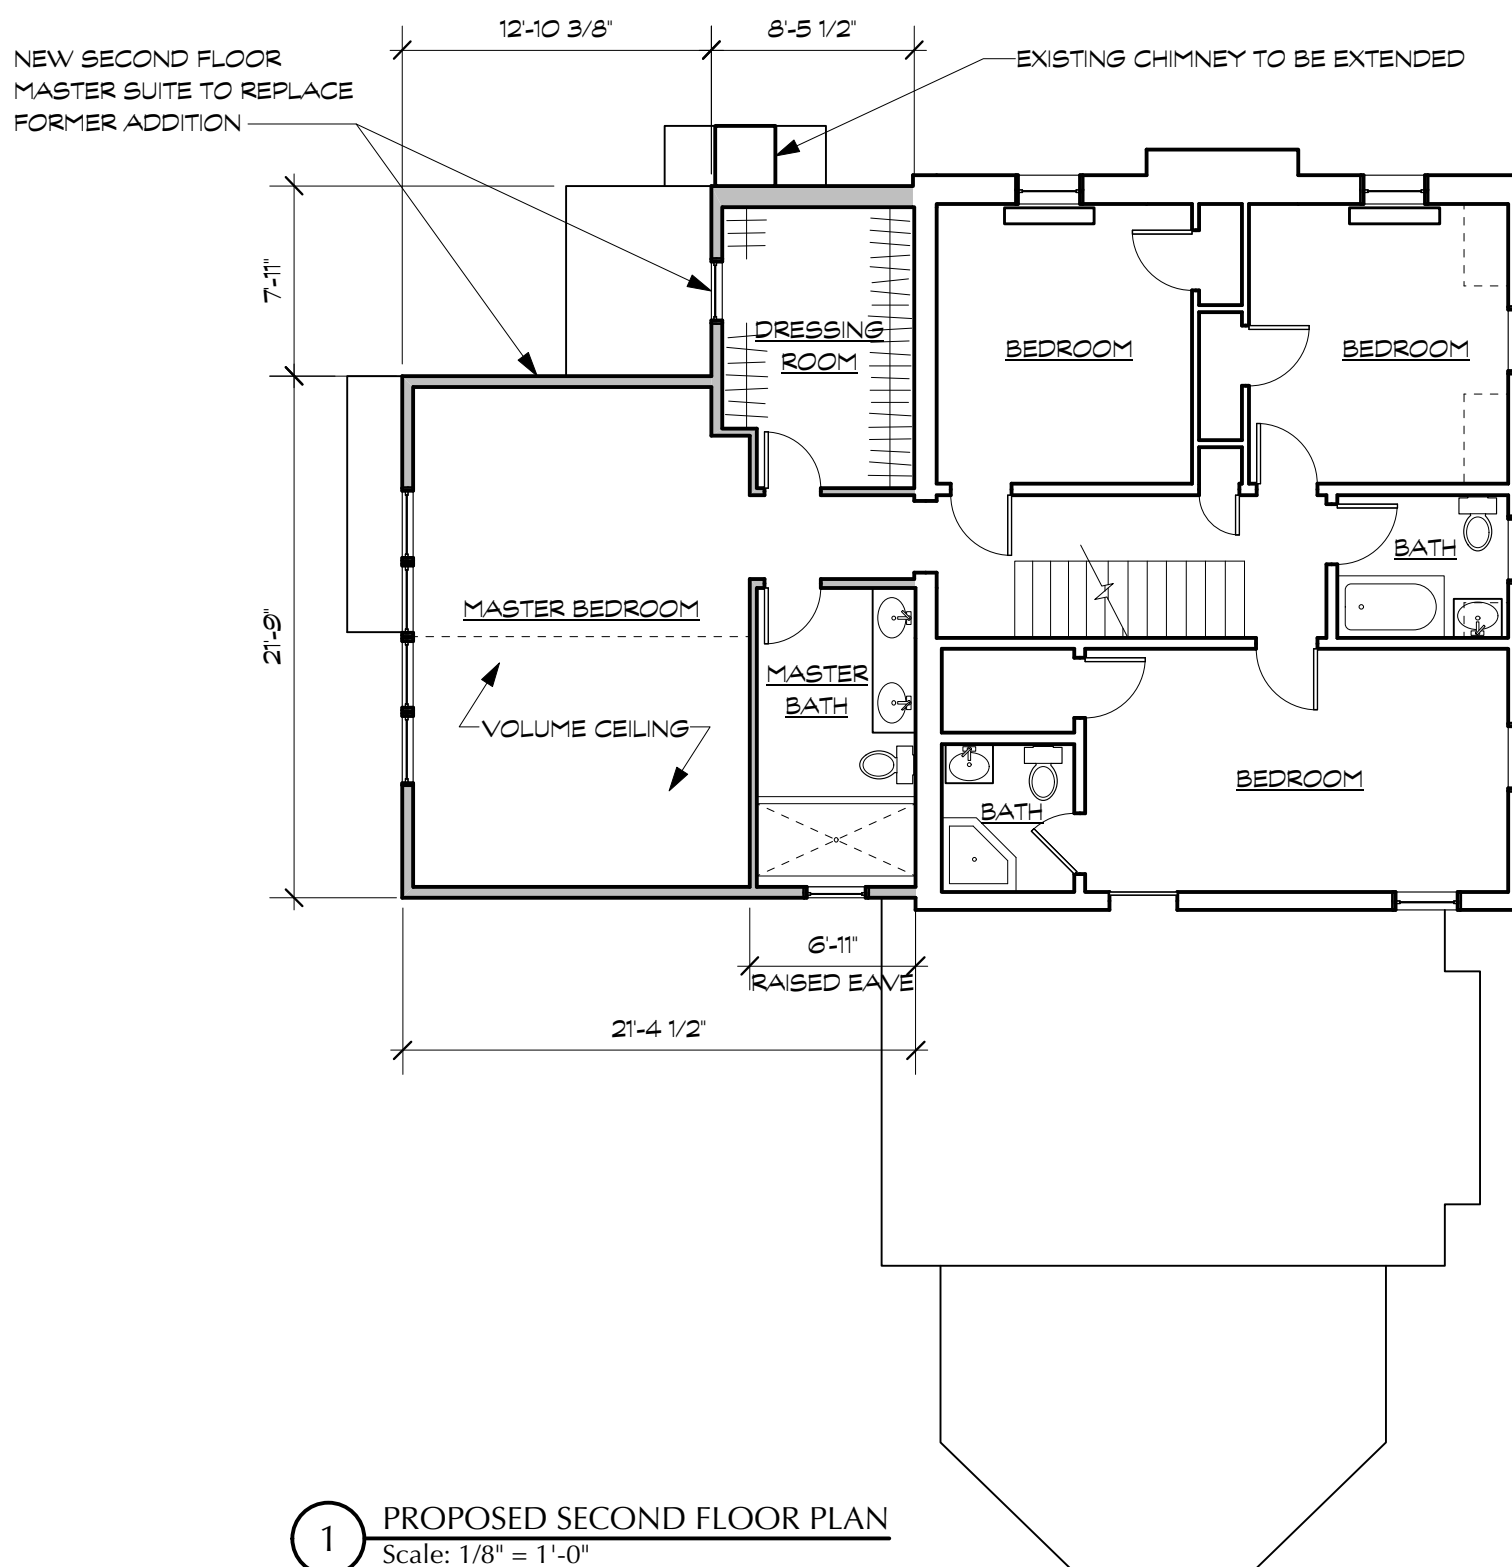 12'-10 3/8"
8'-5 1/2"
NEW SECOND FLOOR
MASTER SUITE TO REPLACE
FORMER ADDITION
EXISTING CHIMNEY TO BE EXTENDED
7'-11"
DRESSING
ROOM
BEDROOM
BEDROOM
BATH
21'-9"
MASTER BEDROOM
MASTER
BATH
VOLUME CEILING
BEDROOM
BATH
6'-11"
RAISED EAVE
21'-4 1/2"
1
PROPOSED SECOND FLOOR PLAN
Scale: 1/8" = 1'-0"